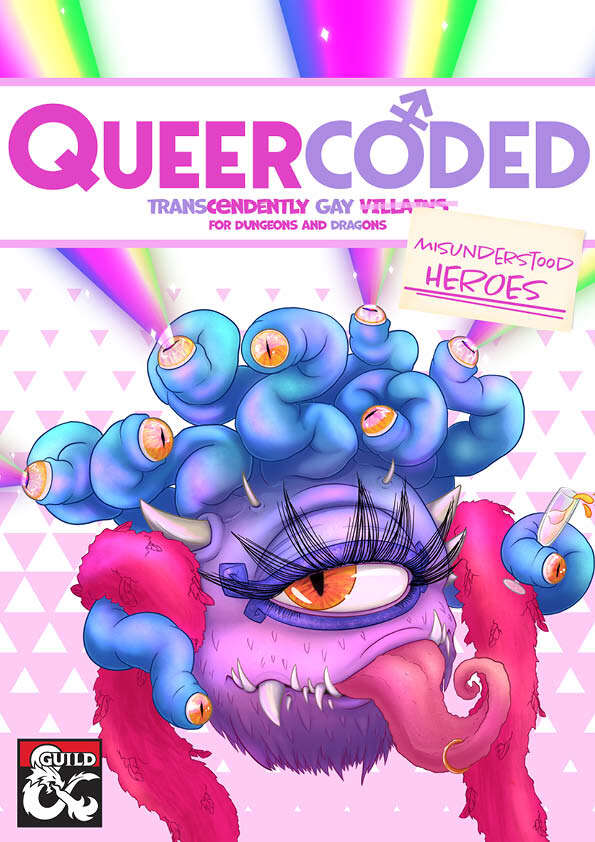 QUEERCODED
TRANSCENDENTLY GAY VILLAINS
FOR DUNGEONS AND DRAGONS
MISUNDERSTOOD
HEROES
GUILD